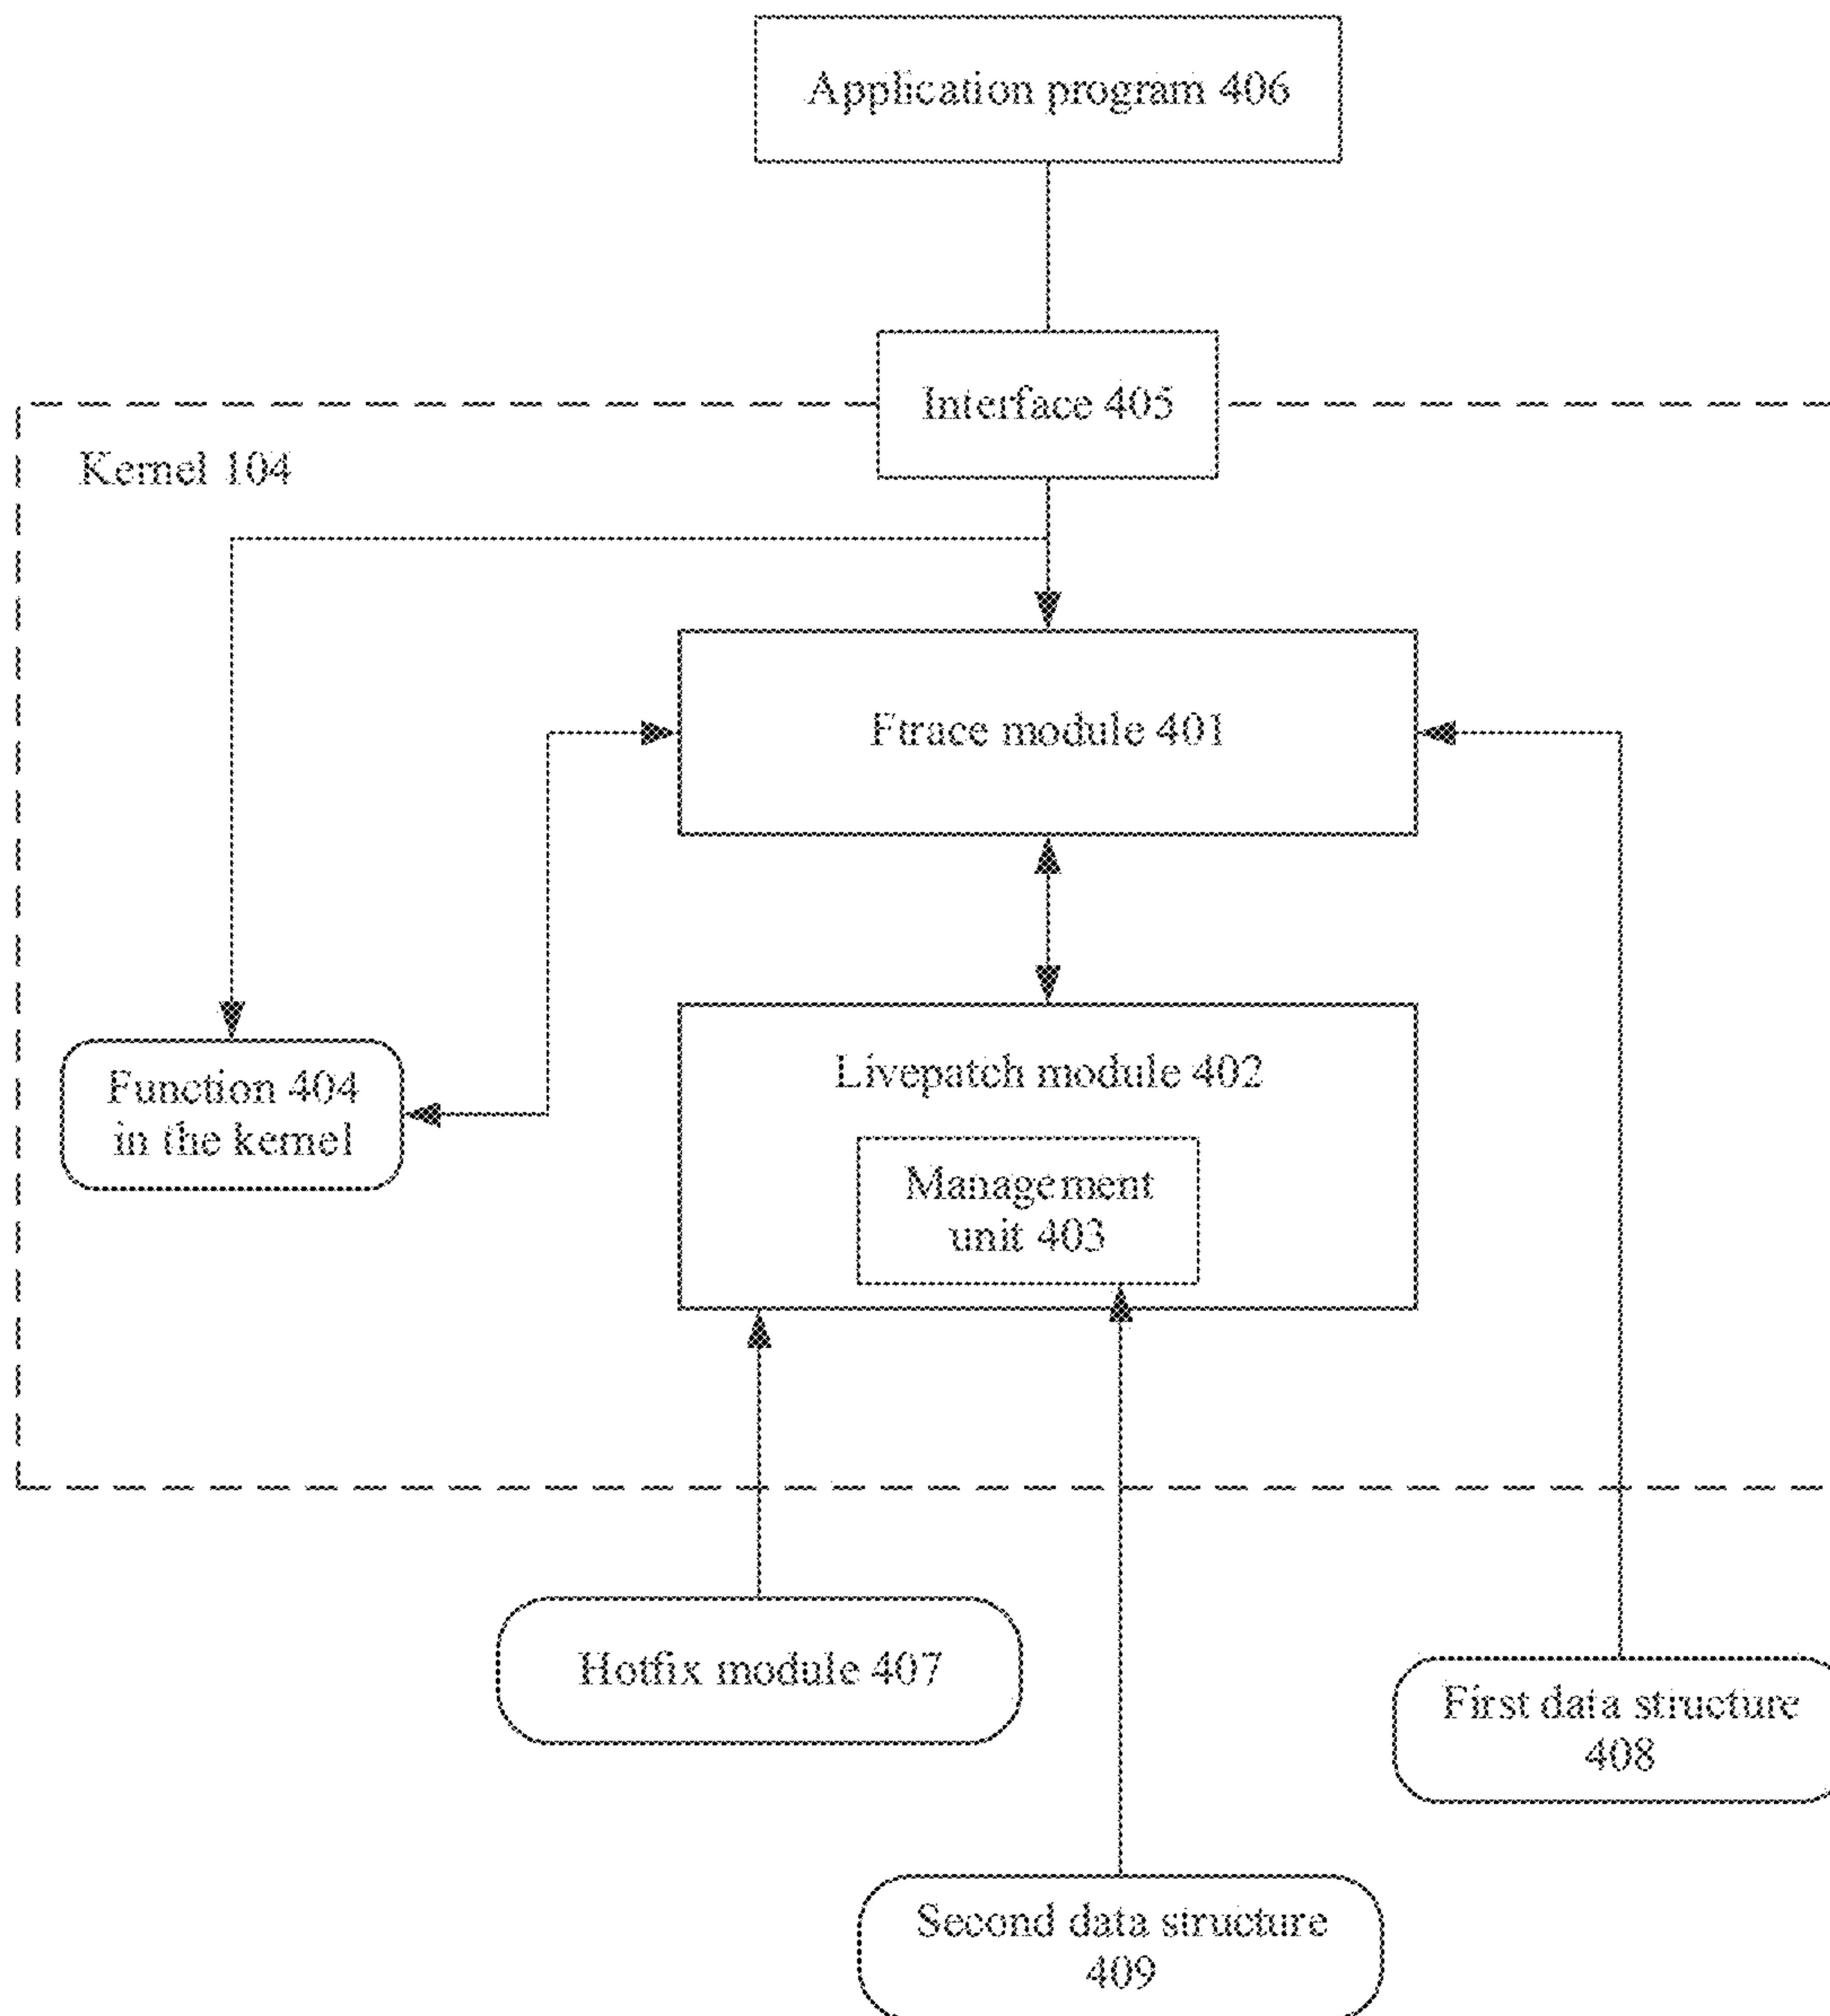 Application program 406
Interface 405
Kernel 104
Ftrace module 401
Livepatch module 402
Function 404
in the kernel
Management
unit 403
Hotfix module 407
First data structure
408
Second data structure
409